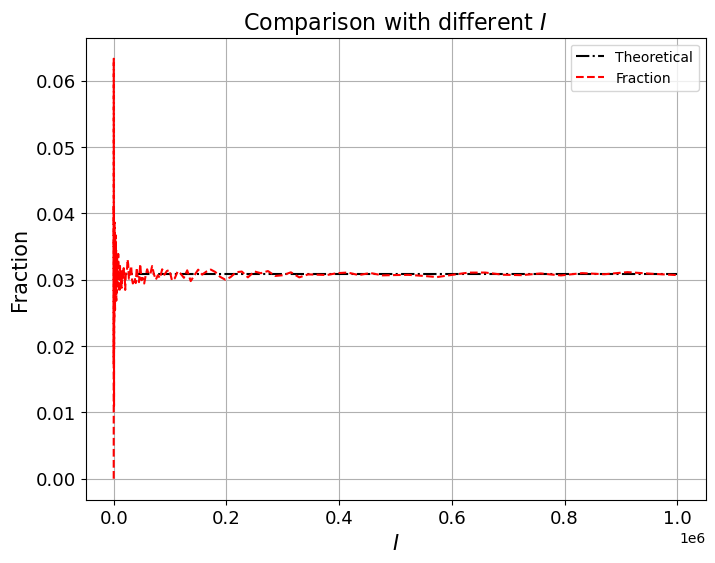 Comparison with different I
Theoretical
Fraction
0.06
0.05
0.04
0.03
0.02
0.01
0.00
Fraction
0.0 0.2 0.4 0.6 0.8 1.0
1e6
I